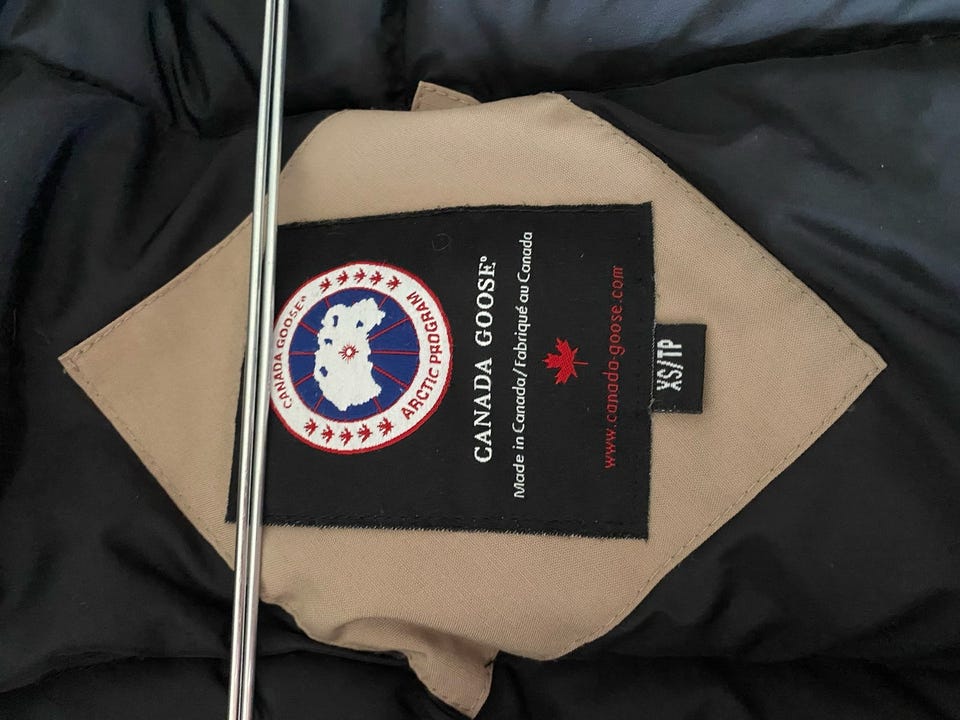 CANADA GOOSE®
ARCTIC PROGRAM
CANADA GOOSE®
Made in Canada/Fabriqué au Canada
www.canada-goose.com
XS/TP